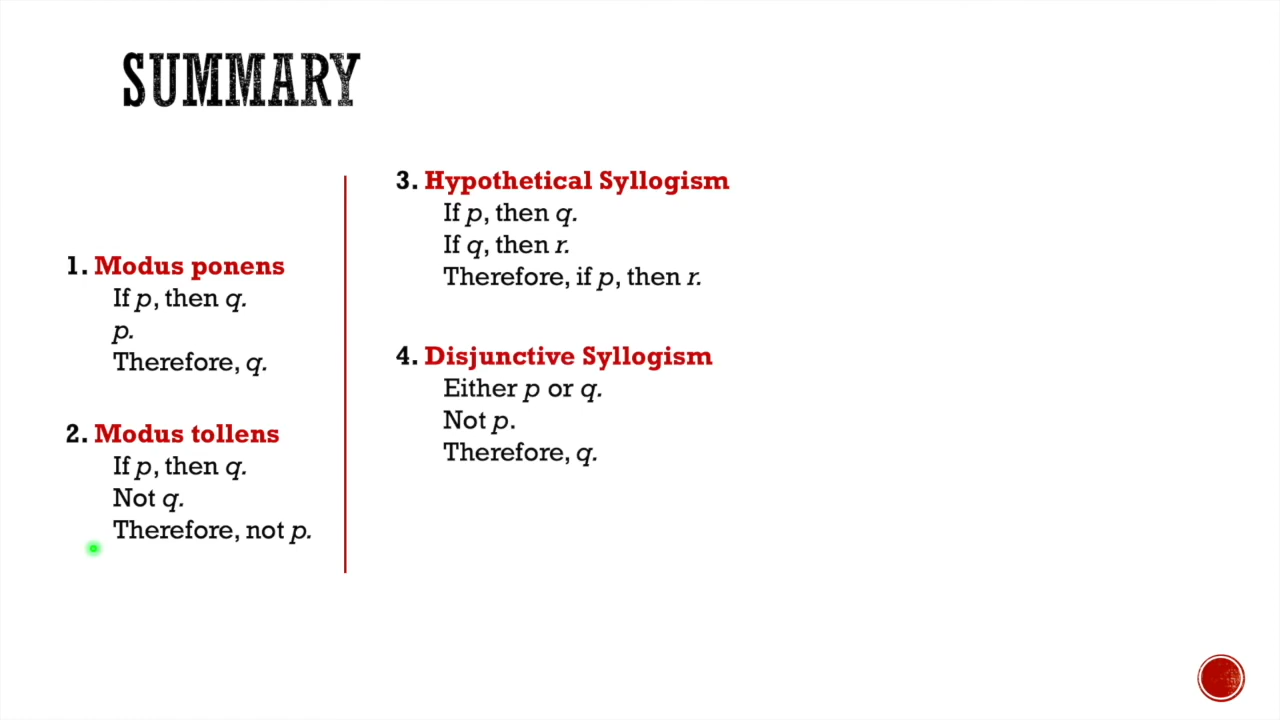 SUMMARY
1. Modus ponens
If p, then q.
p.
Therefore, q.
2. Modus tollens
If p, then q.
Not q.
Therefore, not p.
3. Hypothetical Syllogism
If p, then q.
If q, then r.
Therefore, if p, then r.
4. Disjunctive Syllogism
Either p or q.
Not p.
Therefore, q.